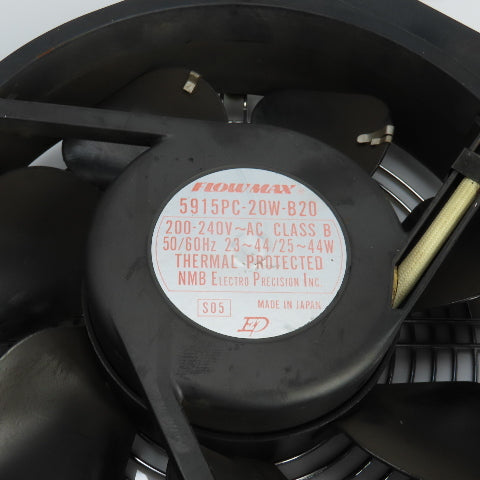 FLOWMAX
5915PC-20W-B20
200-240V~AC CLASS B
50/60Hz 23~44/25~44W
THERMAL PROTECTED
NMB ELECTRO PRECISION INC.
S05 MADE IN JAPAN